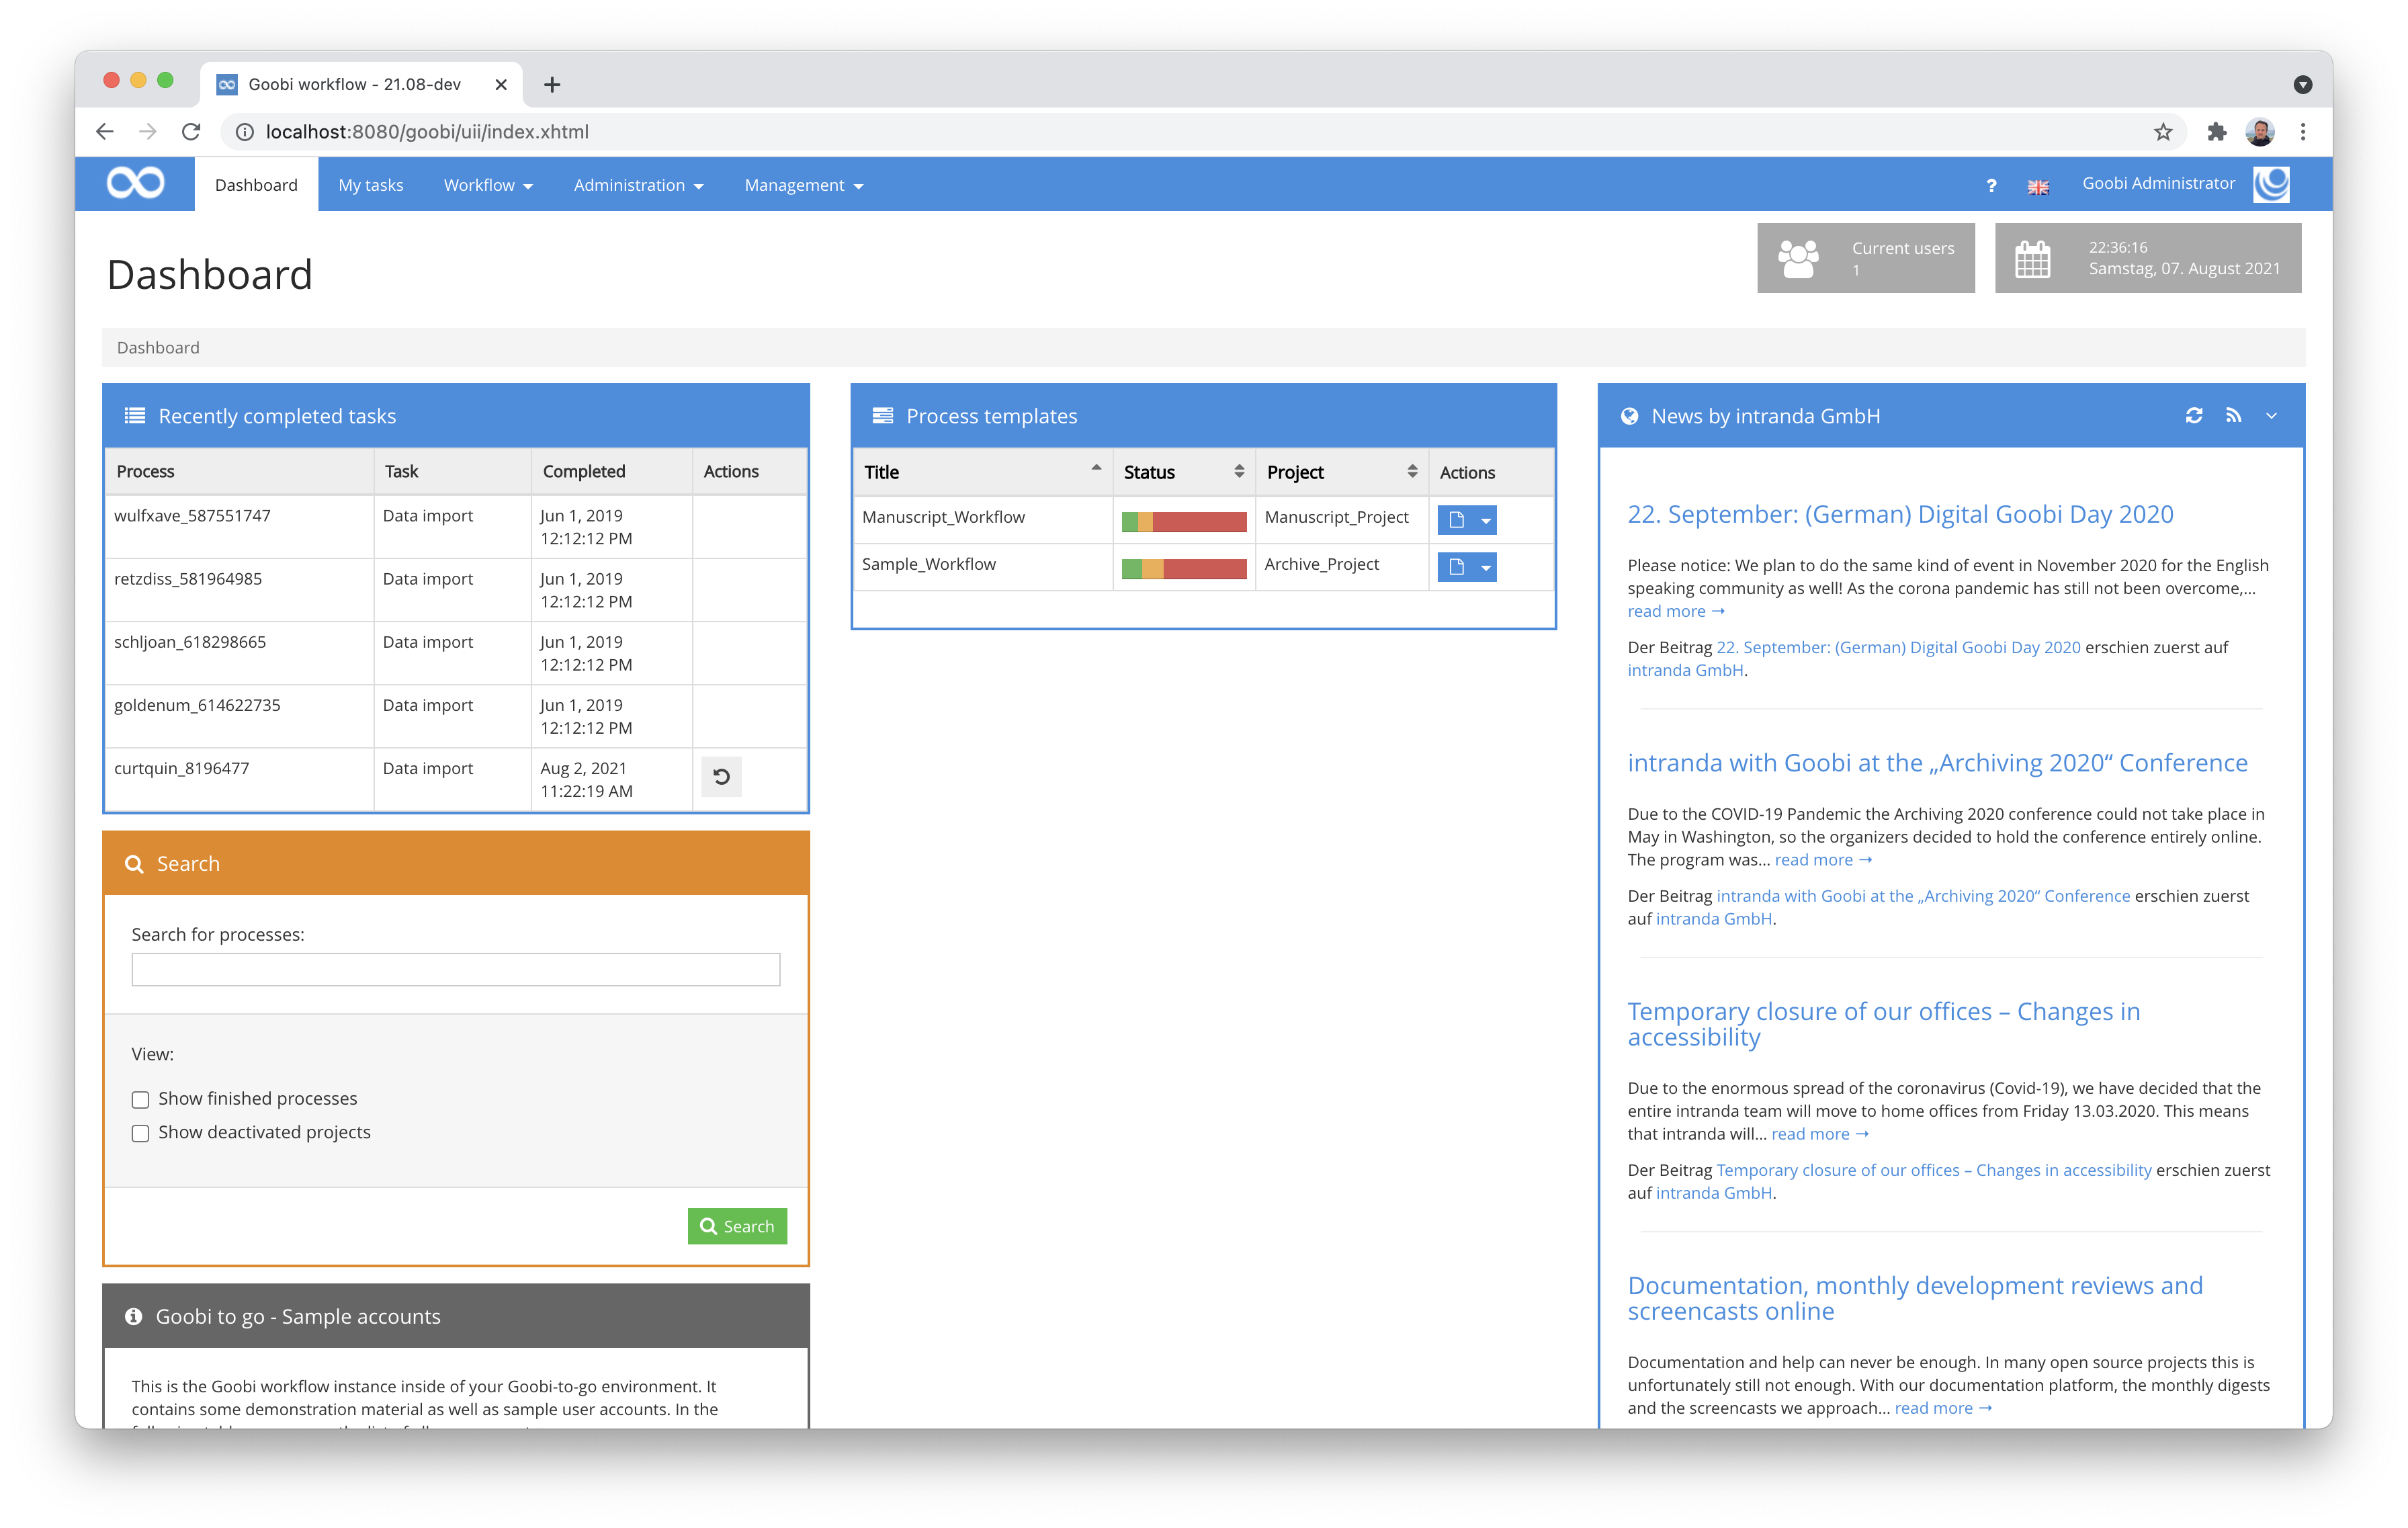 Goobi workflow - 21.08-dev
localhost:8080/goobi/uii/index.xhtml
Dashboard
My tasks
Workflow
Administration
Management
?
Goobi Administrator
Dashboard
Current users
1
22:36:16
Samstag, 07. August 2021
Dashboard
Recently completed tasks
Process Task Completed Actions
wulfxave_587551747 Data import Jun 1, 2019
12:12:12 PM
retzdiss_581964985 Data import Jun 1, 2019
12:12:12 PM
schljoan_618298665 Data import Jun 1, 2019
12:12:12 PM
goldenum_614622735 Data import Jun 1, 2019
12:12:12 PM
curtquin_8196477 Data import Aug 2, 2021
11:22:19 AM
Search
Search for processes:
View:
Show finished processes
Show deactivated projects
Search
Goobi to go - Sample accounts
This is the Goobi workflow instance inside of your Goobi-to-go environment. It
contains some demonstration material as well as sample user accounts. In the
Process templates
Title Status Project Actions
Manuscript_Workflow Manuscript_Project
Sample_Workflow Archive_Project
News by intranda GmbH
22. September: (German) Digital Goobi Day 2020
Please notice: We plan to do the same kind of event in November 2020 for the English
speaking community as well! As the corona pandemic has still not been overcome,...
read more →
Der Beitrag 22. September: (German) Digital Goobi Day 2020 erschien zuerst auf
intranda GmbH.
intranda with Goobi at the „Archiving 2020“ Conference
Due to the COVID-19 Pandemic the Archiving 2020 conference could not take place in
May in Washington, so the organizers decided to hold the conference entirely online.
The program was... read more →
Der Beitrag intranda with Goobi at the „Archiving 2020“ Conference erschien zuerst
auf intranda GmbH.
Temporary closure of our offices – Changes in
accessibility
Due to the enormous spread of the coronavirus (Covid-19), we have decided that the
entire intranda team will move to home offices from Friday 13.03.2020. This means
that intranda will... read more →
Der Beitrag Temporary closure of our offices – Changes in accessibility erschien zuerst
auf intranda GmbH.
Documentation, monthly development reviews and
screencasts online
Documentation and help can never be enough. In many open source projects this is
unfortunately still not enough. With our documentation platform, the monthly digests
and the screencasts we approach... read more →